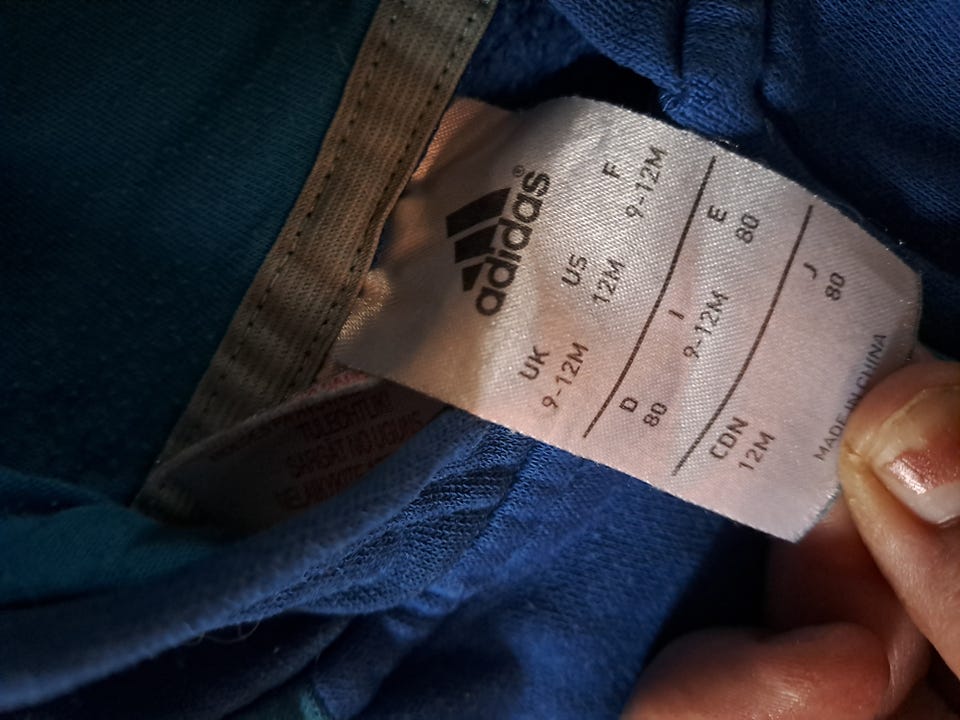 adidas®
UK US F
9-12M 12M 9-12M
D I E
80 9-12M 80
CDN J
12M 80
MADE IN CHINA